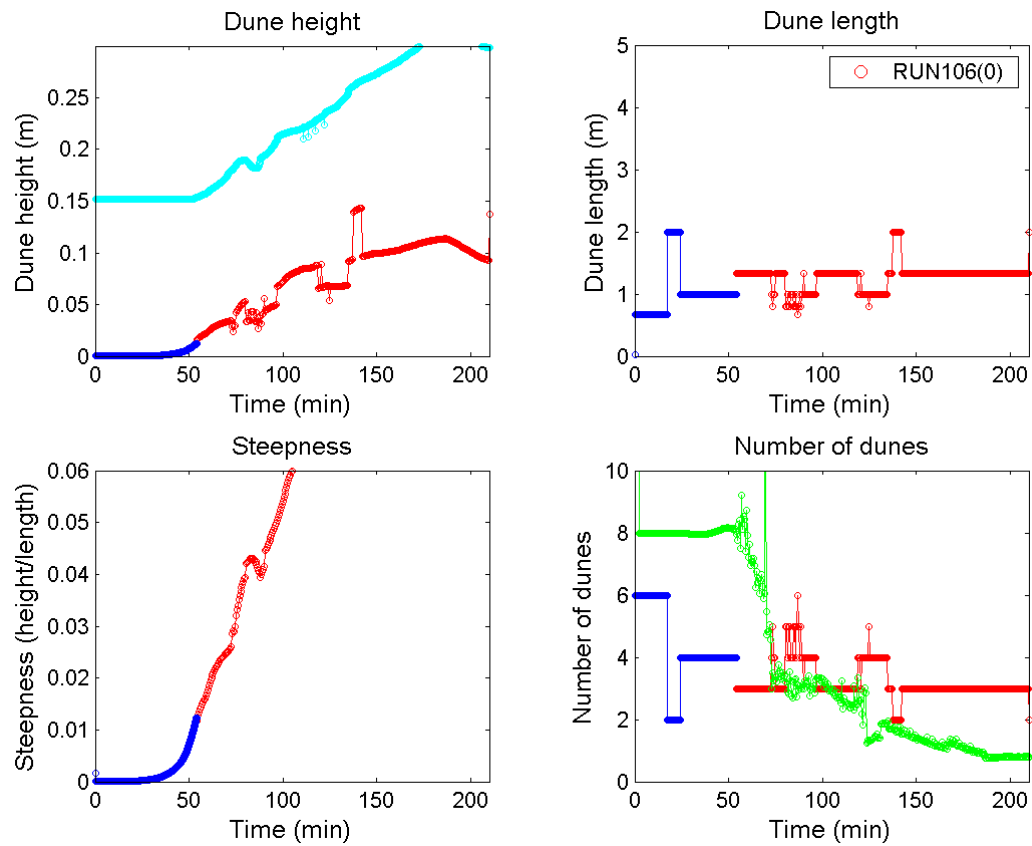 Dune height
Dune height (m)
0.25
0.2
0.15
0.1
0.05
0
0 50 100 150 200
Time (min)
Dune length
Dune length (m)
RUN106(0)
5
4
3
2
1
0
0 50 100 150 200
Time (min)
Steepness
Steepness (height/length)
0.06
0.05
0.04
0.03
0.02
0.01
0
0 50 100 150 200
Time (min)
Number of dunes
Number of dunes
10
8
6
4
2
0
0 50 100 150 200
Time (min)